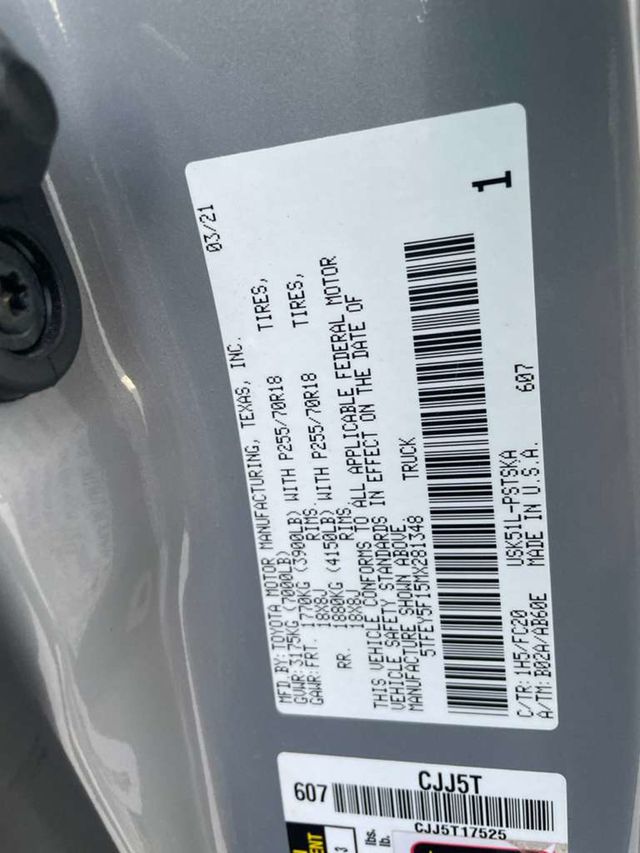 MFD.BY:TOYOTA MOTOR MANUFACTURING, TEXAS, INC. 03/21
GVWR:3175KG (7000LB)
GAWR:FRT. 1770KG (3900LB) WITH P255/70R18 TIRES,
18X8J RIMS
RR. 1880KG (4150LB) WITH P255/70R18 TIRES,
18X8J RIMS
THIS VEHICLE CONFORMS TO ALL APPLICABLE FEDERAL MOTOR
VEHICLE SAFETY STANDARDS IN EFFECT ON THE DATE OF
MANUFACTURE SHOWN ABOVE.
5TFEY5F15MX281348 TRUCK
1
C/TR:1H5/FC20 USK51L-PSTSKA 607
A/TM:B02A/AB60E MADE IN U.S.A.
CJJ5T
607
CJJ5T17525
lbs.
lb.
3